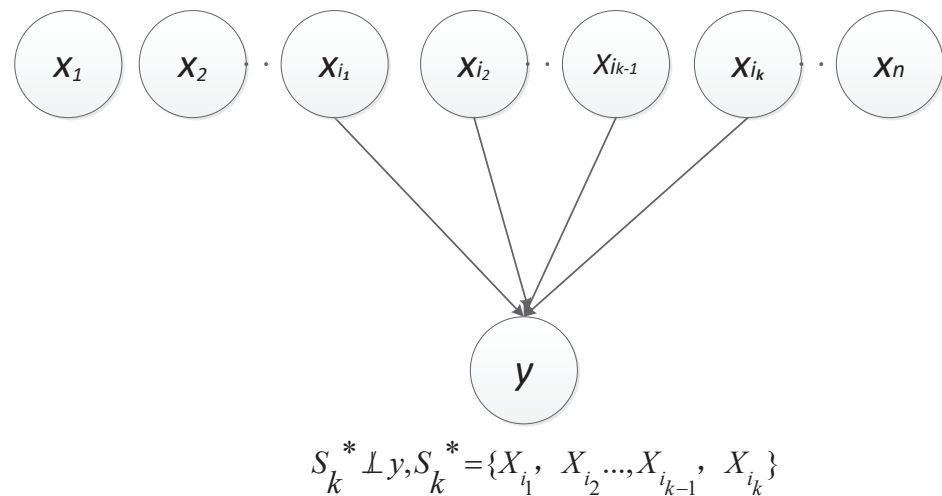 x₁ x₂ · · xᵢ₁ xᵢ₂ · · xᵢₖ₋₁ xᵢₖ · · xₙ
y
Sₖ* ⊥̸ y, Sₖ* = {Xᵢ₁, Xᵢ₂ ..., Xᵢₖ₋₁, Xᵢₖ}